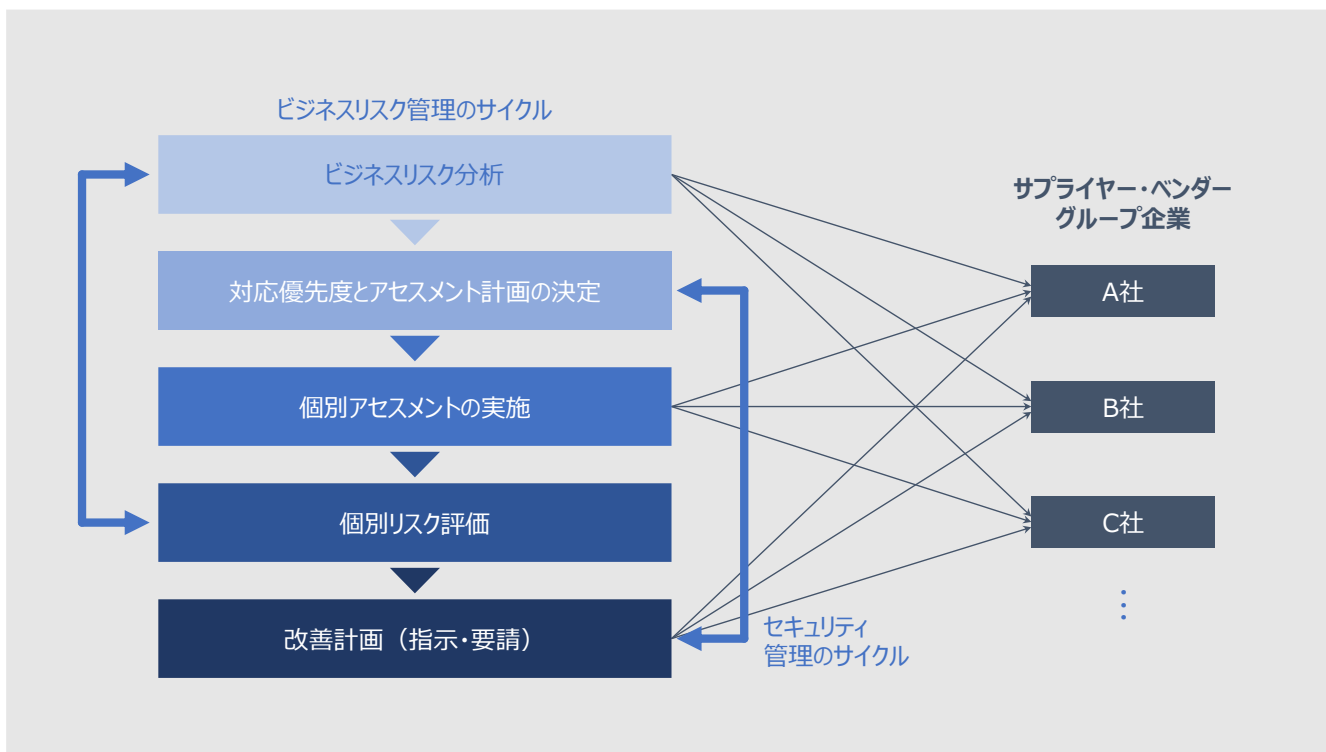 ビジネスリスク管理のサイクル
ビジネスリスク分析
対応優先度とアセスメント計画の決定
個別アセスメントの実施
個別リスク評価
改善計画（指示・要請）
セキュリティ
管理のサイクル
サプライヤー・ベンダー
グループ企業
A社
B社
C社
⋮